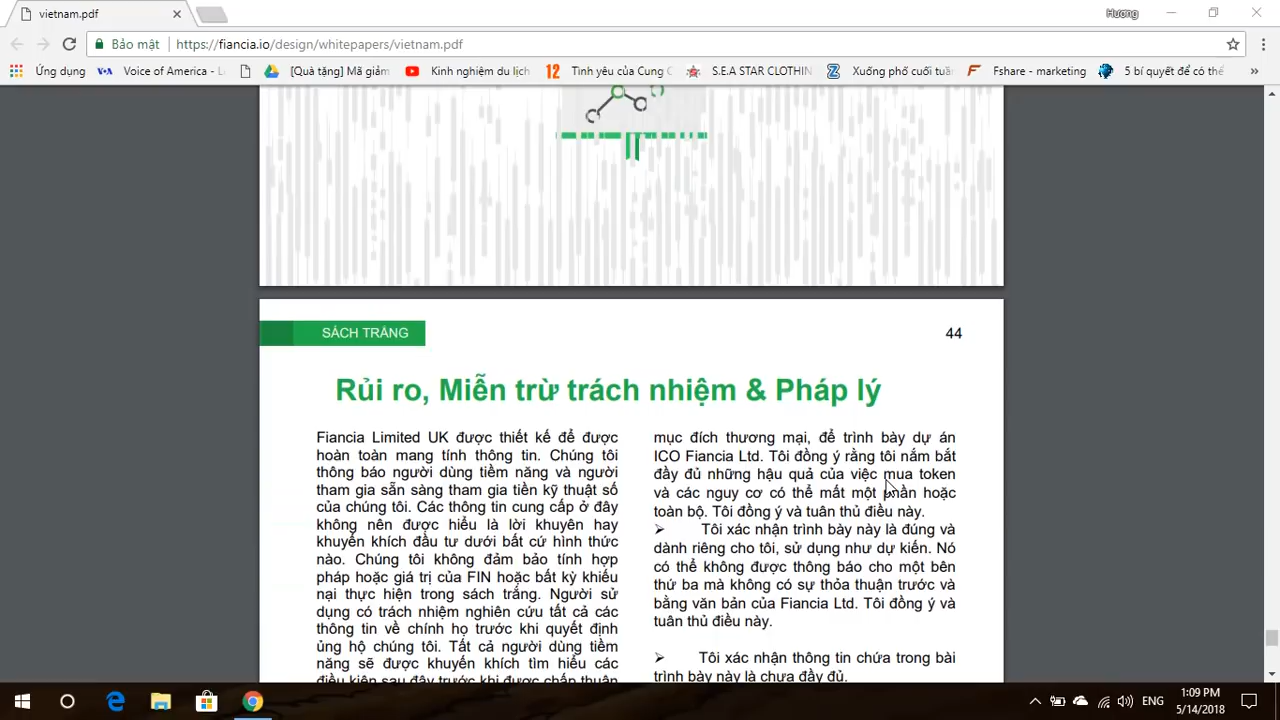 vietnam.pdf
Hương
Bảo mật
https://fiancia.io/design/whitepapers/vietnam.pdf
Ứng dụng
Voice of America - L
[Quà tặng] Mã giảm
Kinh nghiệm du lịch
12 Tình yêu của Cung
S.E.A STAR CLOTHIN
Xuống phố cuối tuần
Fshare - marketing
5 bí quyết để có thể
SÁCH TRẮNG
44
Rủi ro, Miễn trừ trách nhiệm & Pháp lý
Fiancia Limited UK được thiết kế để được
hoàn toàn mang tính thông tin. Chúng tôi
thông báo người dùng tiềm năng và người
tham gia sẵn sàng tham gia tiền kỹ thuật số
của chúng tôi. Các thông tin cung cấp ở đây
không nên được hiểu là lời khuyên hay
khuyến khích đầu tư dưới bất cứ hình thức
nào. Chúng tôi không đảm bảo tính hợp
pháp hoặc giá trị của FIN hoặc bất kỳ khiếu
nại thực hiện trong sách trắng. Người sử
dụng có trách nhiệm nghiên cứu tất cả các
thông tin về chính họ trước khi quyết định
ủng hộ chúng tôi. Tất cả người dùng tiềm
năng sẽ được khuyến khích tìm hiểu các
điều kiện sau đây trước khi được chấp thuận
mục đích thương mại, để trình bày dự án
ICO Fiancia Ltd. Tôi đồng ý rằng tôi nắm bắt
đầy đủ những hậu quả của việc mua token
và các nguy cơ có thể mất một phần hoặc
toàn bộ. Tôi đồng ý và tuân thủ điều này.
➢ Tôi xác nhận trình bày này là đúng và
dành riêng cho tôi, sử dụng như dự kiến. Nó
có thể không được thông báo cho một bên
thứ ba mà không có sự thỏa thuận trước và
bằng văn bản của Fiancia Ltd. Tôi đồng ý và
tuân thủ điều này.
➢ Tôi xác nhận thông tin chứa trong bài
trình bày này là chưa đầy đủ.
ENG
1:09 PM
5/14/2018